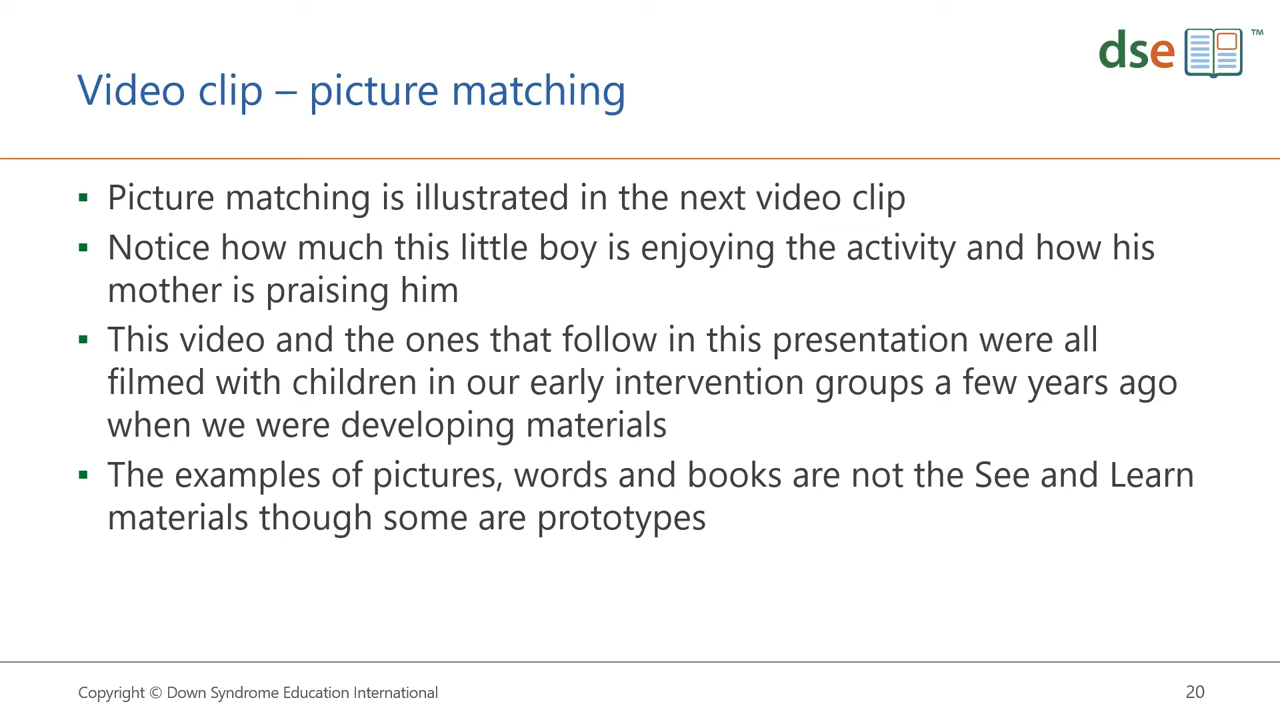 dse ™
Video clip – picture matching
▪ Picture matching is illustrated in the next video clip
▪ Notice how much this little boy is enjoying the activity and how his
mother is praising him
▪ This video and the ones that follow in this presentation were all
filmed with children in our early intervention groups a few years ago
when we were developing materials
▪ The examples of pictures, words and books are not the See and Learn
materials though some are prototypes
Copyright © Down Syndrome Education International
20